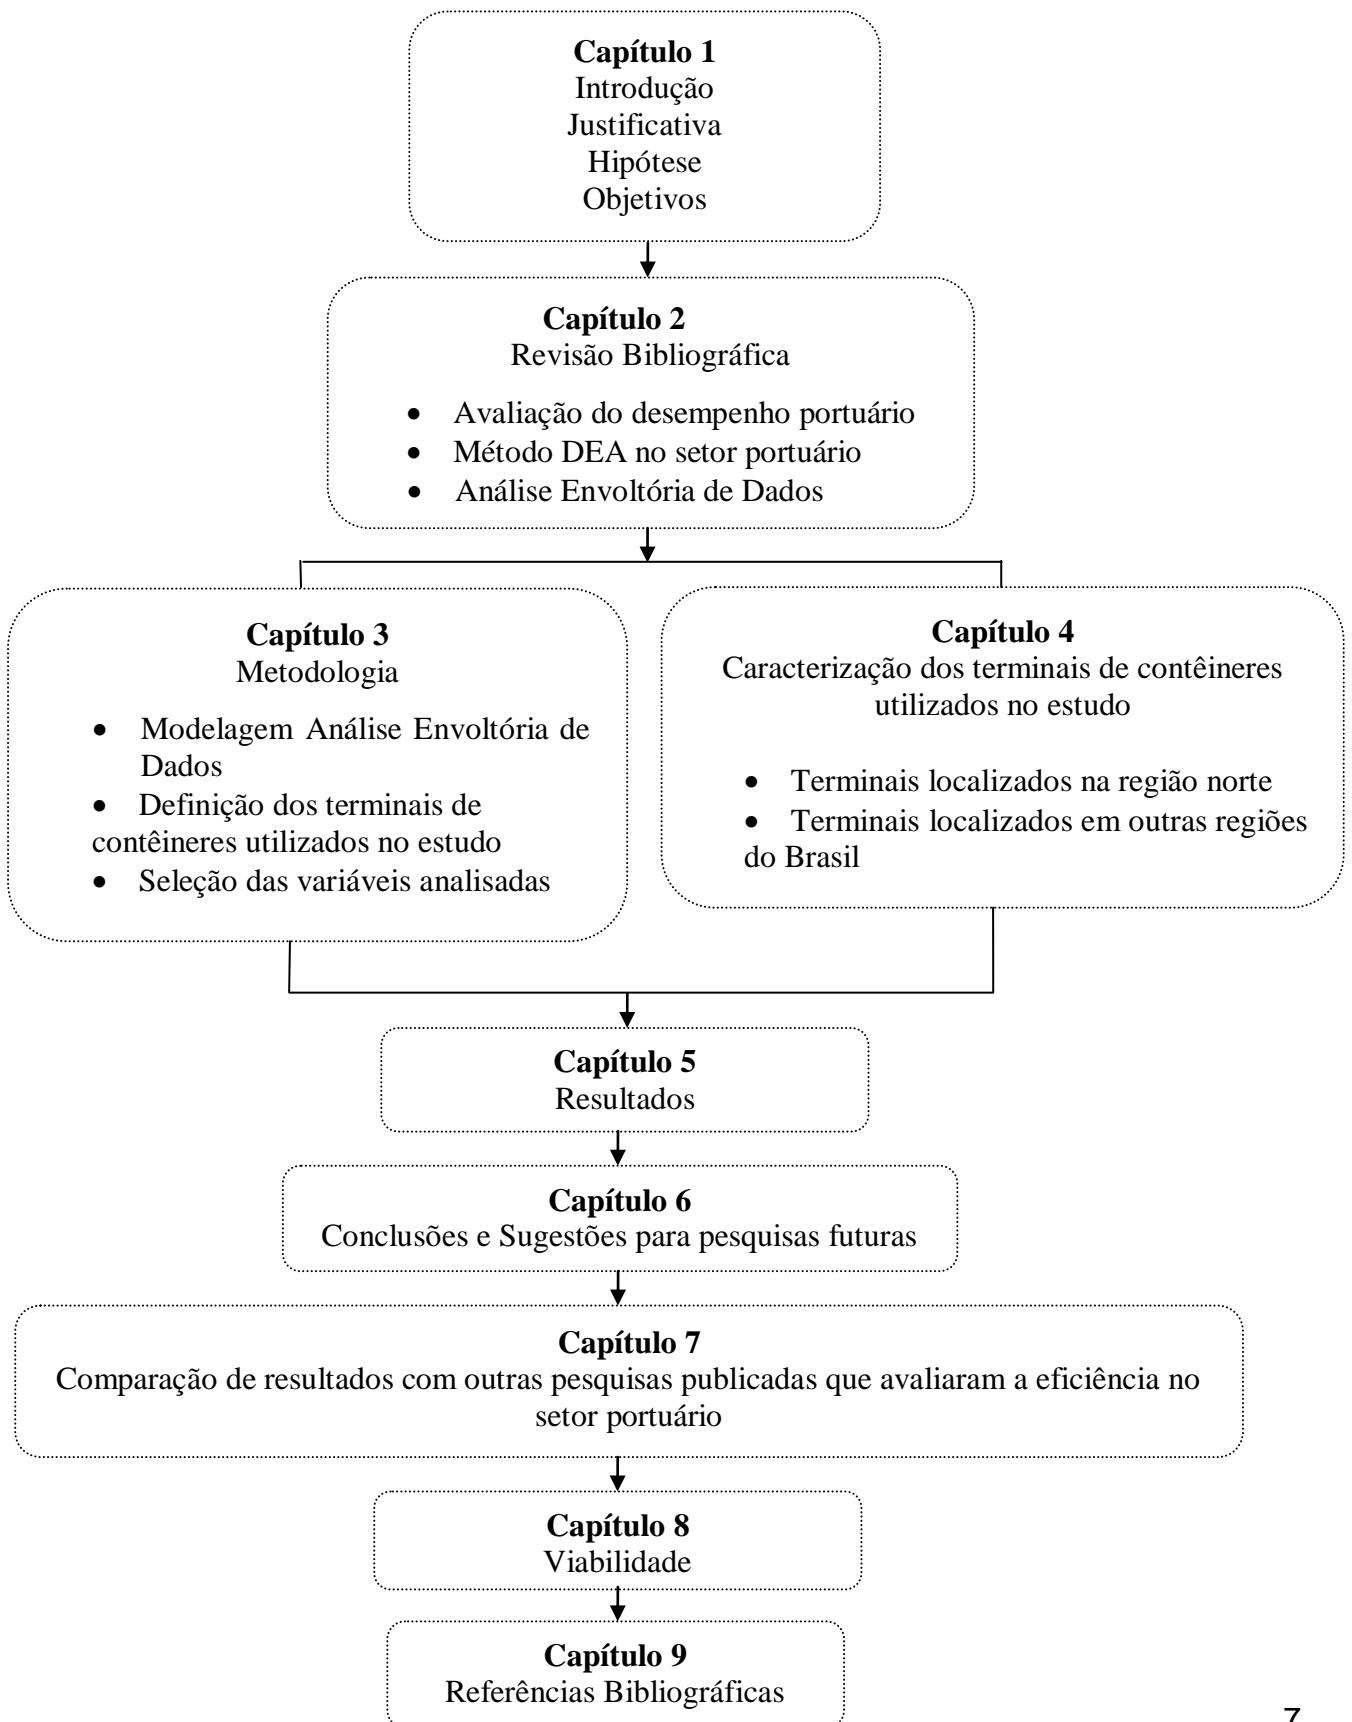 Capítulo 1
Introdução
Justificativa
Hipótese
Objetivos
Capítulo 2
Revisão Bibliográfica
• Avaliação do desempenho portuário
• Método DEA no setor portuário
• Análise Envoltória de Dados
Capítulo 3
Metodologia
• Modelagem Análise Envoltória de
Dados
• Definição dos terminais de
contêineres utilizados no estudo
• Seleção das variáveis analisadas
Capítulo 4
Caracterização dos terminais de contêineres
utilizados no estudo
• Terminais localizados na região norte
• Terminais localizados em outras regiões
do Brasil
Capítulo 5
Resultados
Capítulo 6
Conclusões e Sugestões para pesquisas futuras
Capítulo 7
Comparação de resultados com outras pesquisas publicadas que avaliaram a eficiência no
setor portuário
Capítulo 8
Viabilidade
Capítulo 9
Referências Bibliográficas
7